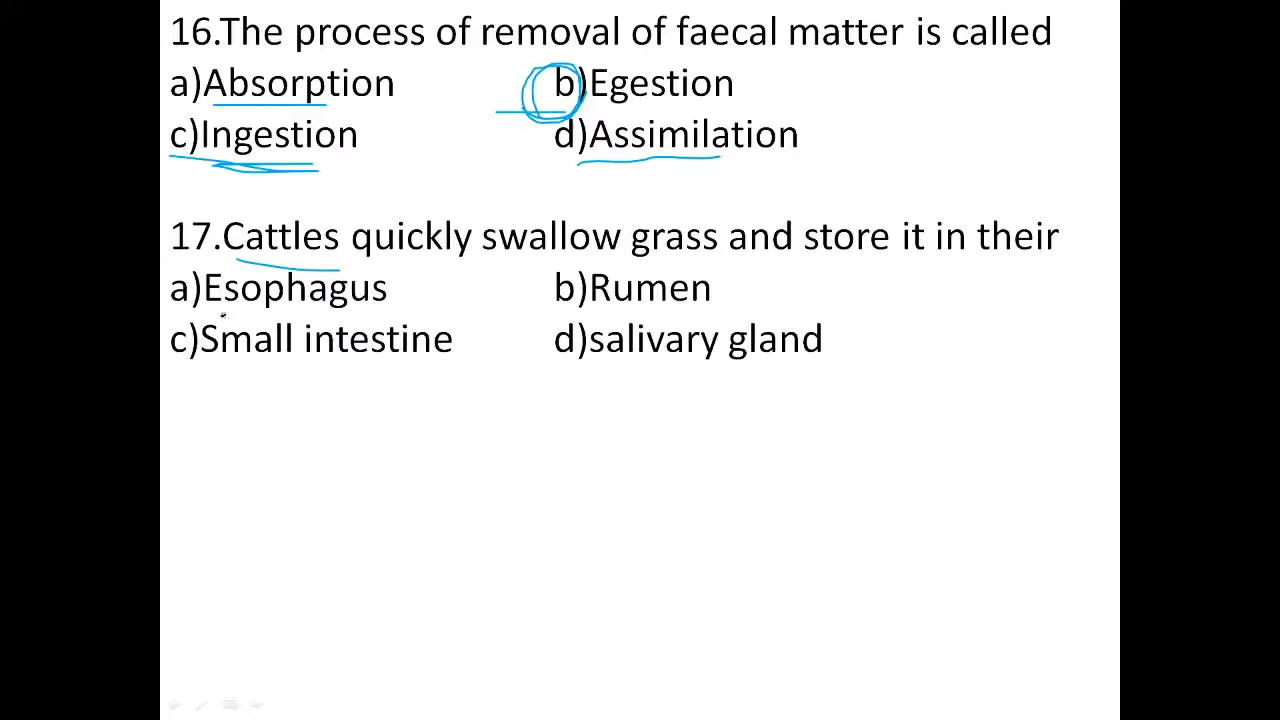 16.The process of removal of faecal matter is called
a)Absorption b)Egestion
c)Ingestion d)Assimilation
17.Cattles quickly swallow grass and store it in their
a)Esophagus b)Rumen
c)Small intestine d)salivary gland